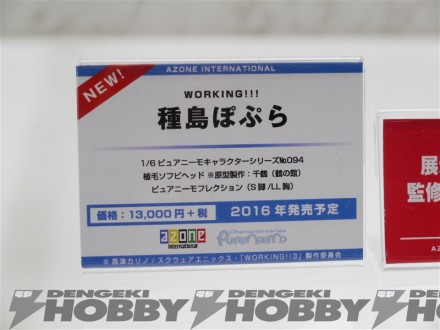 NEW!
AZONE INTERNATIONAL
WORKING!!!
種島ぽぷら
1/6ピュアニーモキャラクターシリーズNo.094
植毛ソフビヘッド ※原型製作:千鶴(鶴の館)
ピュアニーモフレクション(S脚/LL胸)
価格:13,000円+税
2016年発売予定
azone
PureNeemo
©高津カリノ/スクウェアエニックス・「WORKING!!3」製作委員会
展
監修
A
DENGEKI
HOBBY
DENGEKI
HOBBY
DENGEKI
HOBBY